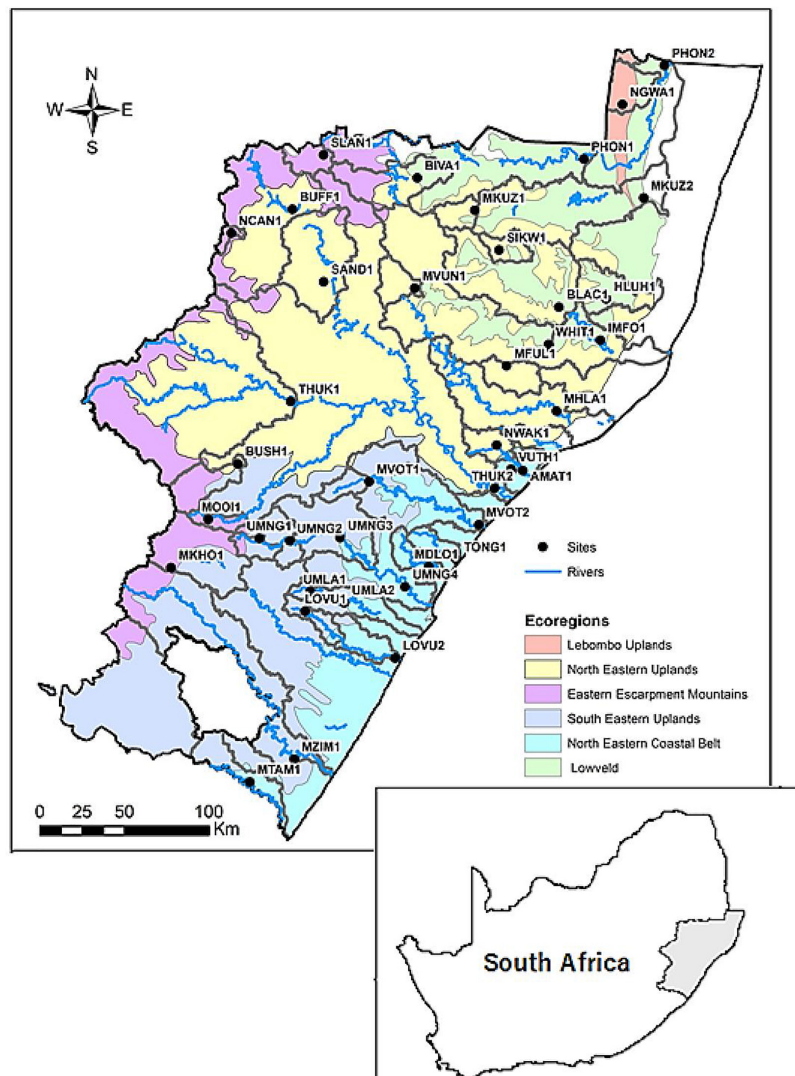 N
W E
S
PHON2
NGWA1
SLAN1
PHON1
BIVA1
MKUZ2
BUFF1
MKUZ1
NCAN1
SIKW1
SAND1
MVUN1
HLUH1
BLAC1
WHIT1
IMFO1
MFUL1
THUK1
MHLA1
NWAK1
BUSH1
VUTH1
MVOT1
THUK2
AMAT1
MOOI1
MVOT2
UMNG1
UMNG2
UMNG3
TONG1
MDLO1
MKHO1
UMNG4
UMLA1
UMLA2
LOVU1
LOVU2
MZIM1
MTAM1
Sites
Rivers
Ecoregions
Lebombo Uplands
North Eastern Uplands
Eastern Escarpment Mountains
South Eastern Uplands
North Eastern Coastal Belt
Lowveld
0 25 50 100
Km
South Africa